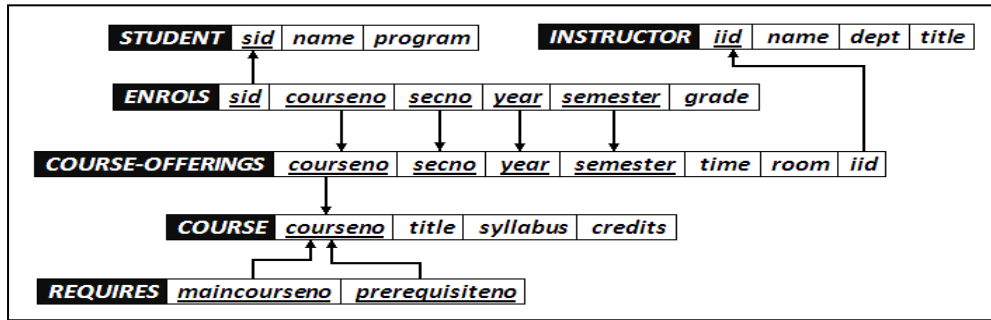 STUDENT sid name program INSTRUCTOR iid name dept title
ENROLS sid courseno secno year semester grade
COURSE-OFFERINGS courseno secno year semester time room iid
COURSE courseno title syllabus credits
REQUIRES maincourseno prerequisiteno